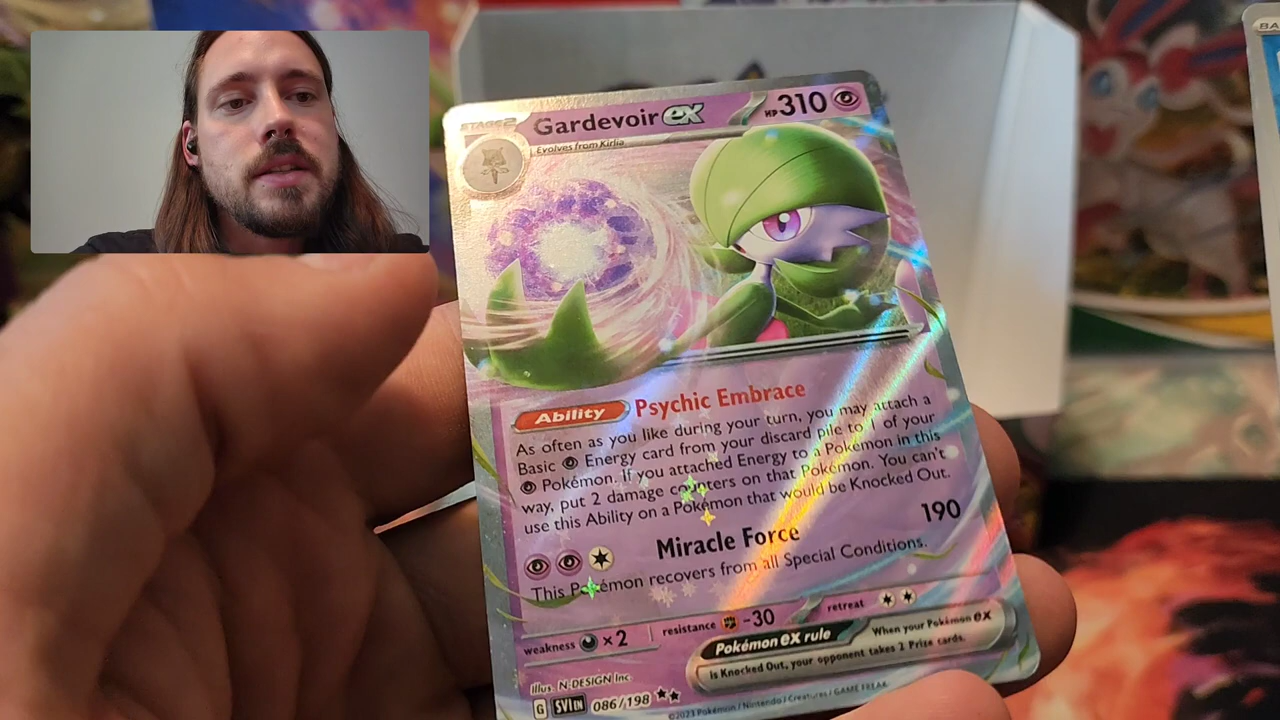 STAGE2
Gardevoir ex
HP310
Evolves from Kirlia
BA
Ability Psychic Embrace
As often as you like during your turn, you may attach a
Basic Energy card from your discard pile to 1 of your
Pokémon. If you attached Energy to a Pokémon in this
way, put 2 damage counters on that Pokémon. You can't
use this Ability on a Pokémon that would be Knocked Out.
Miracle Force 190
This Pokémon recovers from all Special Conditions.
weakness ×2 resistance -30 retreat
Pokémon ex rule When your Pokémon ex
is Knocked Out, your opponent takes 2 Prize cards.
Illus. N-DESIGN Inc.
G SVI EN 086/198
©2023 Pokémon / Nintendo / Creatures / GAME FREAK